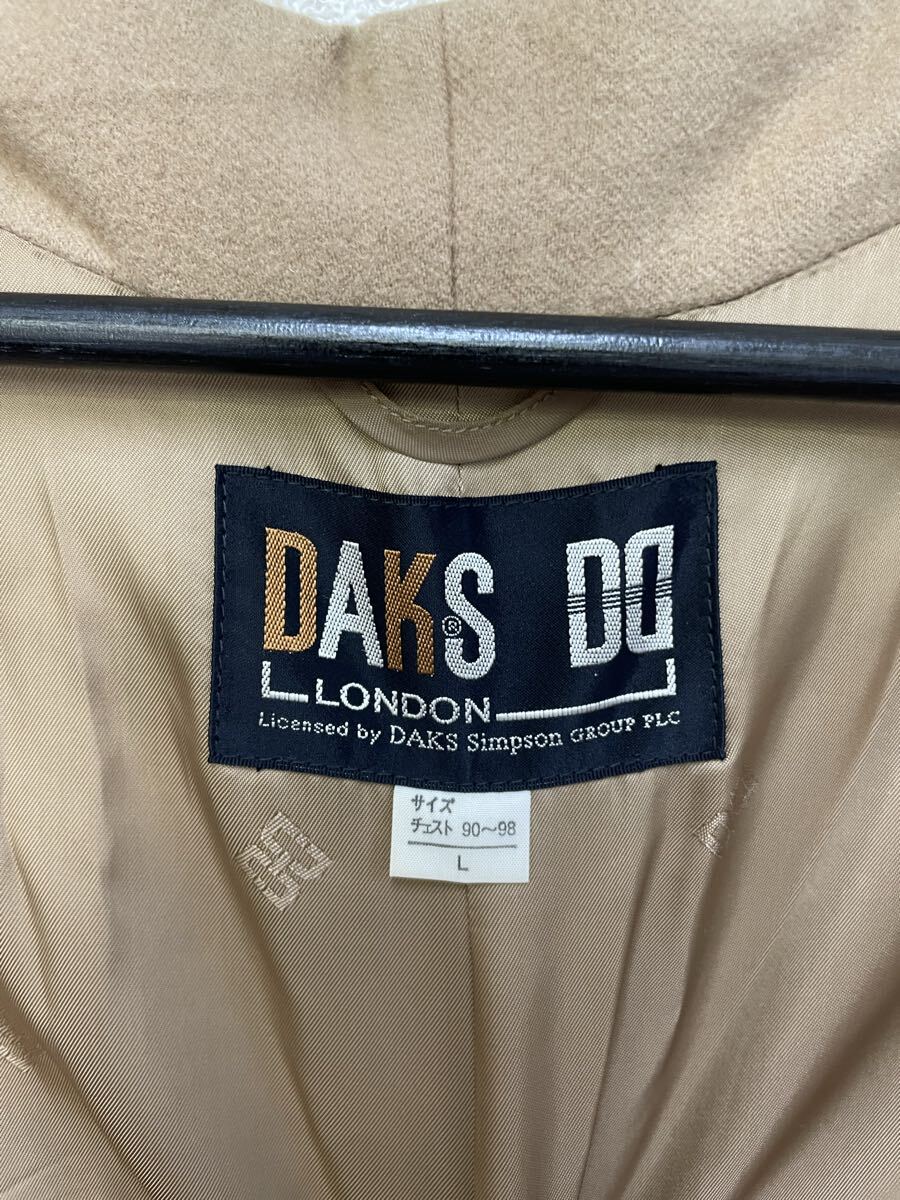 DAKS® DD
LONDON
Licensed by DAKS Simpson GROUP PLC
サイズ
チェスト 90~98
L